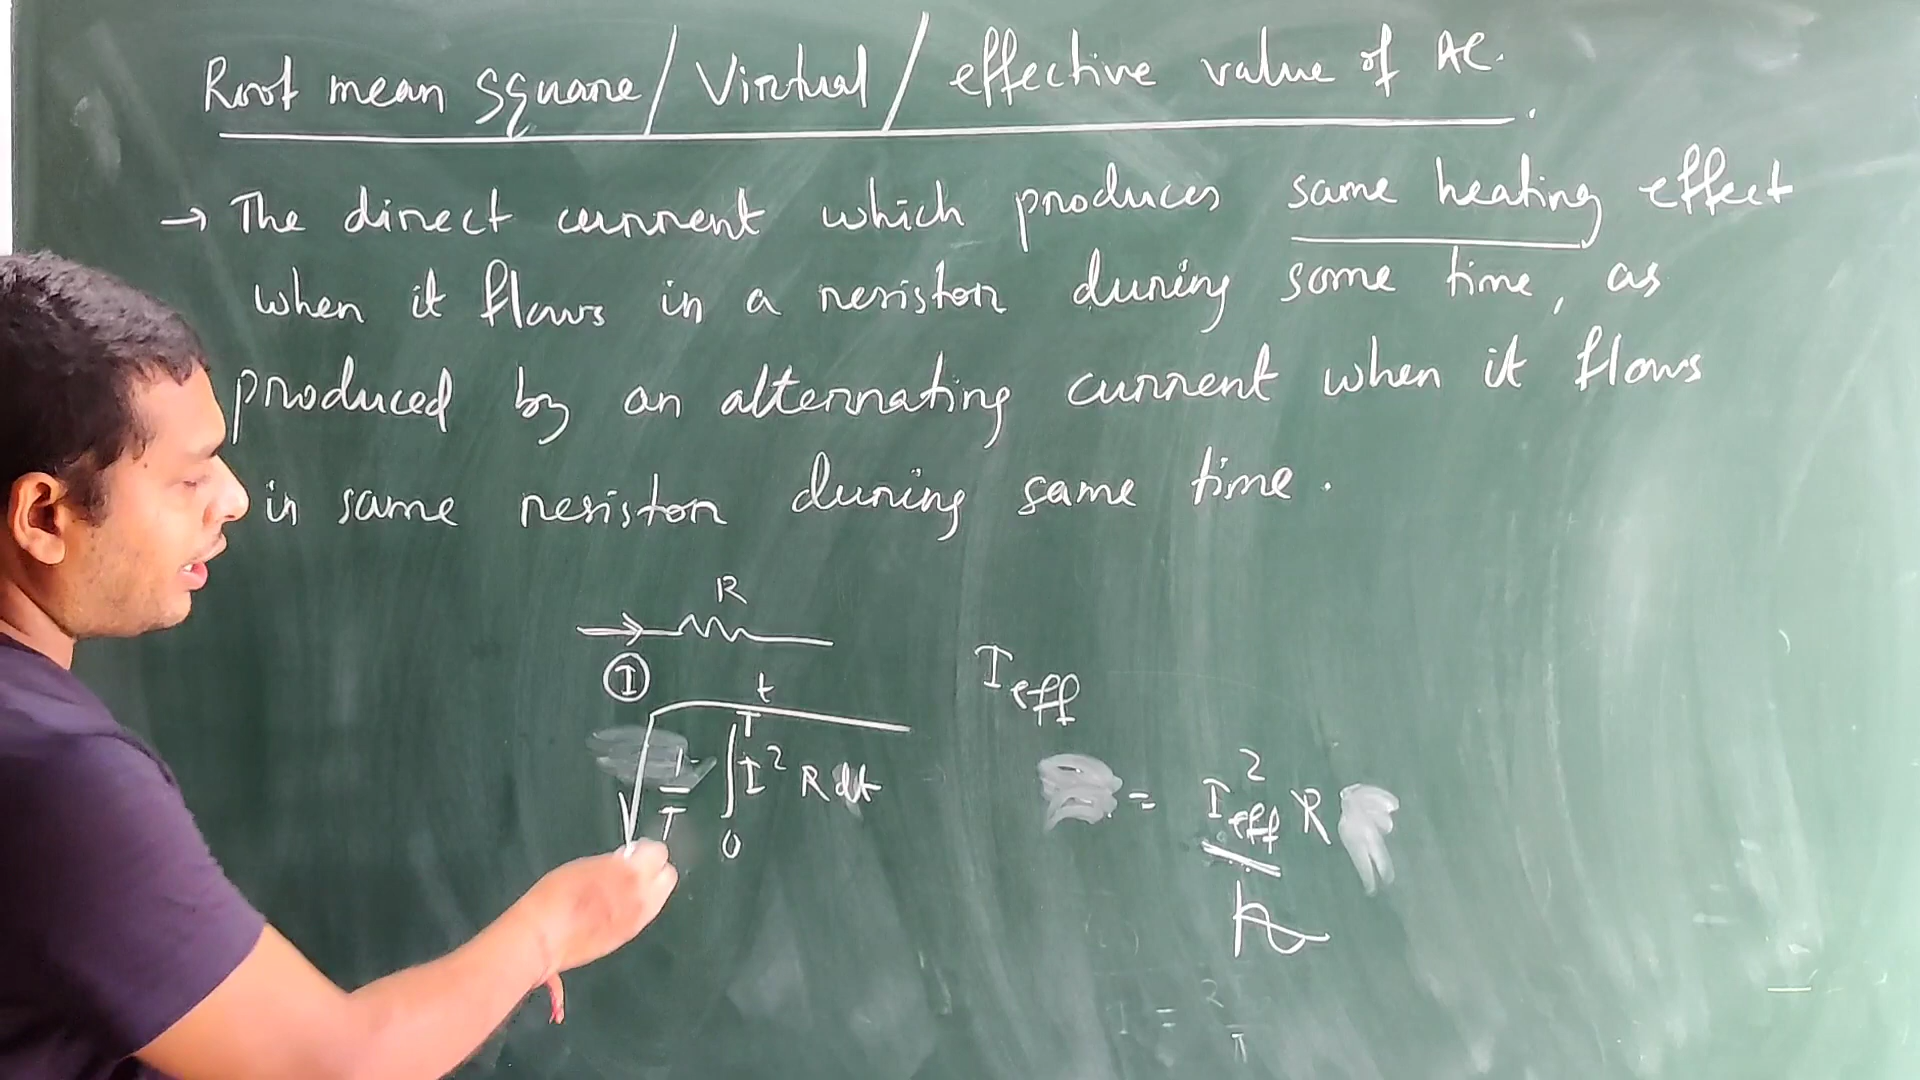 Root mean square/Virtual/effective value of AC.
→ The direct current which produces same heating effect
when it flows in a resistor during some time, as
produced by an alternating current when it flows
in same resistor during same time.
R
I
t
I eff
√ 1/T ∫₀ᵀ I² R dt = I²eff R
I = 2
π